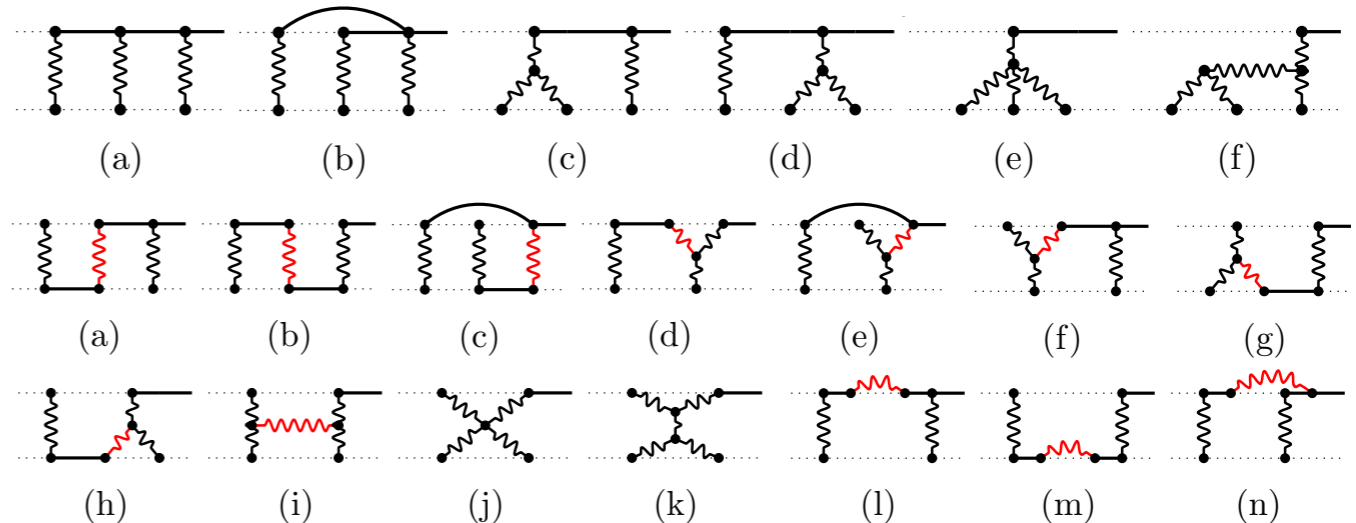 (a) (b) (c) (d) (e) (f)
(a) (b) (c) (d) (e) (f) (g)
(h) (i) (j) (k) (l) (m) (n)